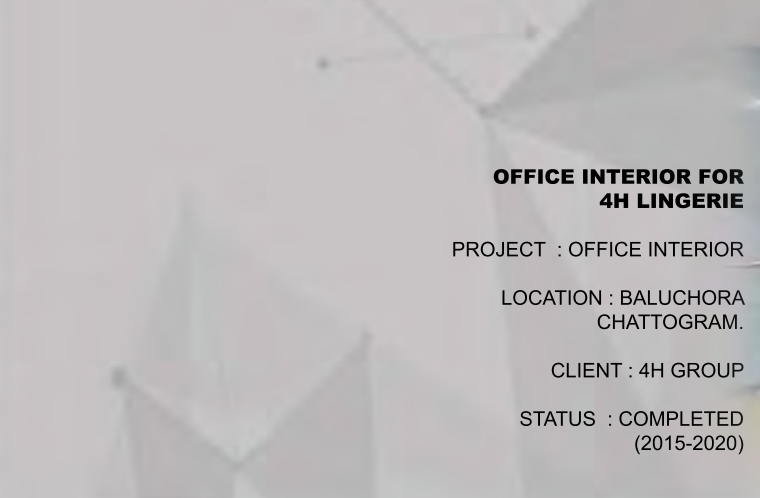 OFFICE INTERIOR FOR
4H LINGERIE
PROJECT  : OFFICE INTERIOR
LOCATION : BALUCHORA
CHATTOGRAM.
CLIENT : 4H GROUP
STATUS  : COMPLETED
(2015-2020)